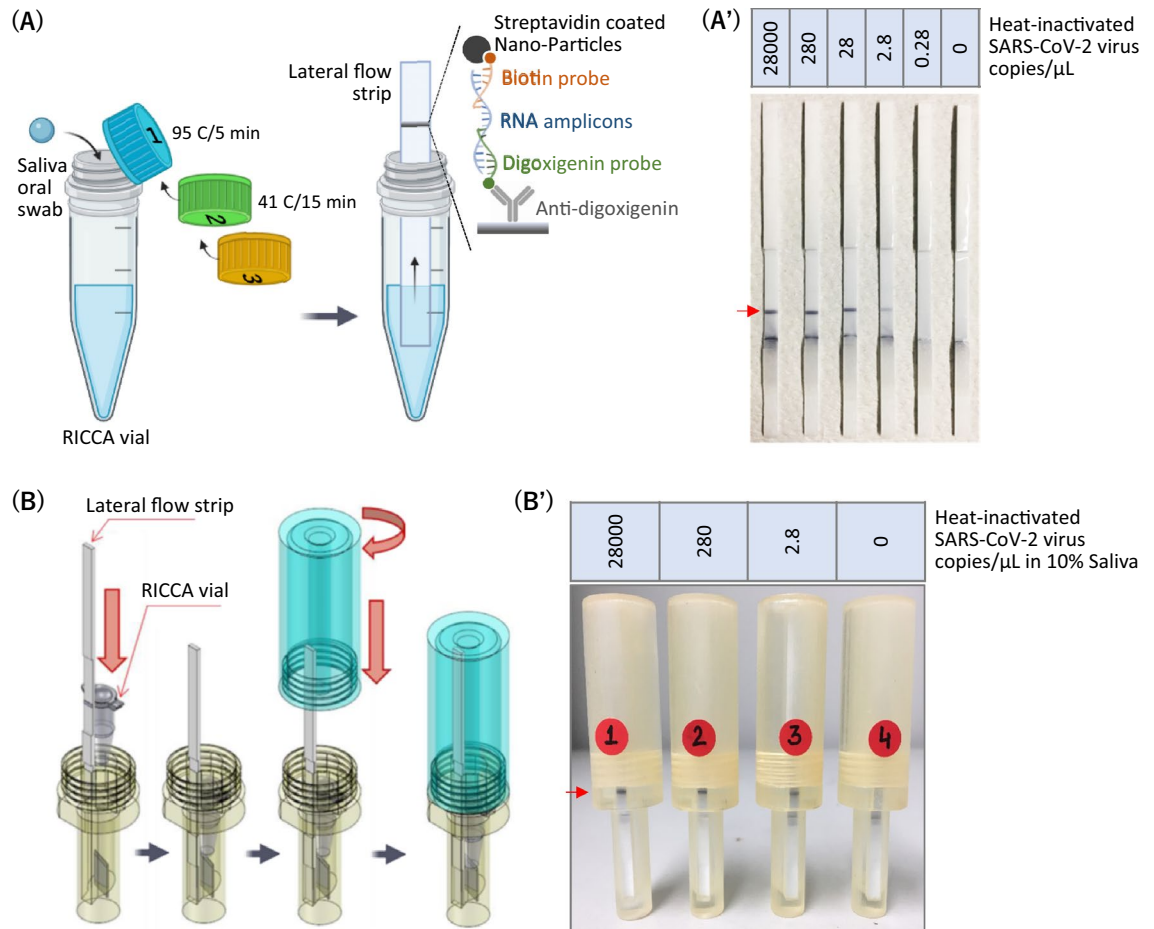 (A)
Saliva
oral
swab
1
95 C/5 min
2
41 C/15 min
3
RICCA vial
Lateral flow
strip
Streptavidin coated
Nano-Particles
Biotin probe
RNA amplicons
Digoxigenin probe
Anti-digoxigenin
(A')
28000
280
28
2.8
0.28
0
Heat-inactivated
SARS-CoV-2 virus
copies/µL
(B)
Lateral flow strip
RICCA vial
(B')
28000
280
2.8
0
Heat-inactivated
SARS-CoV-2 virus
copies/µL in 10% Saliva
1
2
3
4